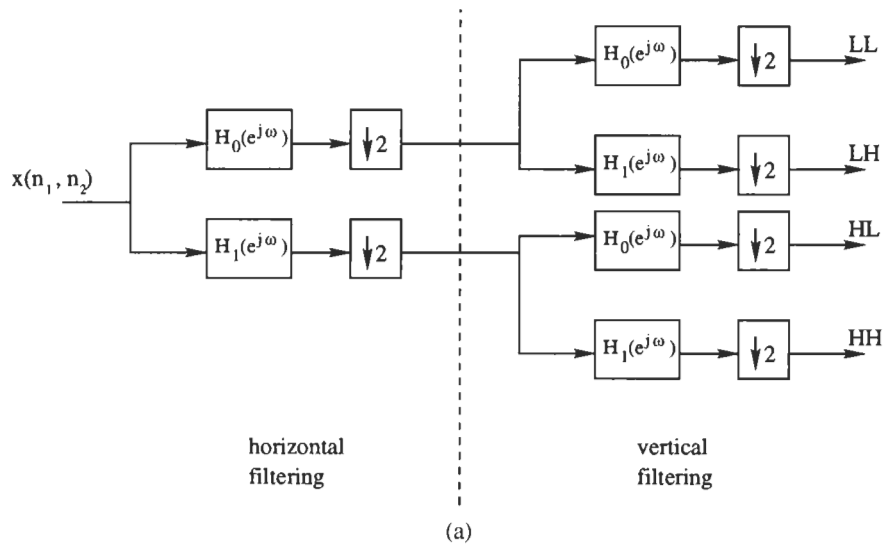 H₀(e^jω) ↓2 LL
H₀(e^jω) ↓2
H₁(e^jω) ↓2 LH
x(n₁, n₂)
H₁(e^jω) ↓2
H₀(e^jω) ↓2 HL
H₁(e^jω) ↓2 HH
horizontal
filtering
vertical
filtering
(a)